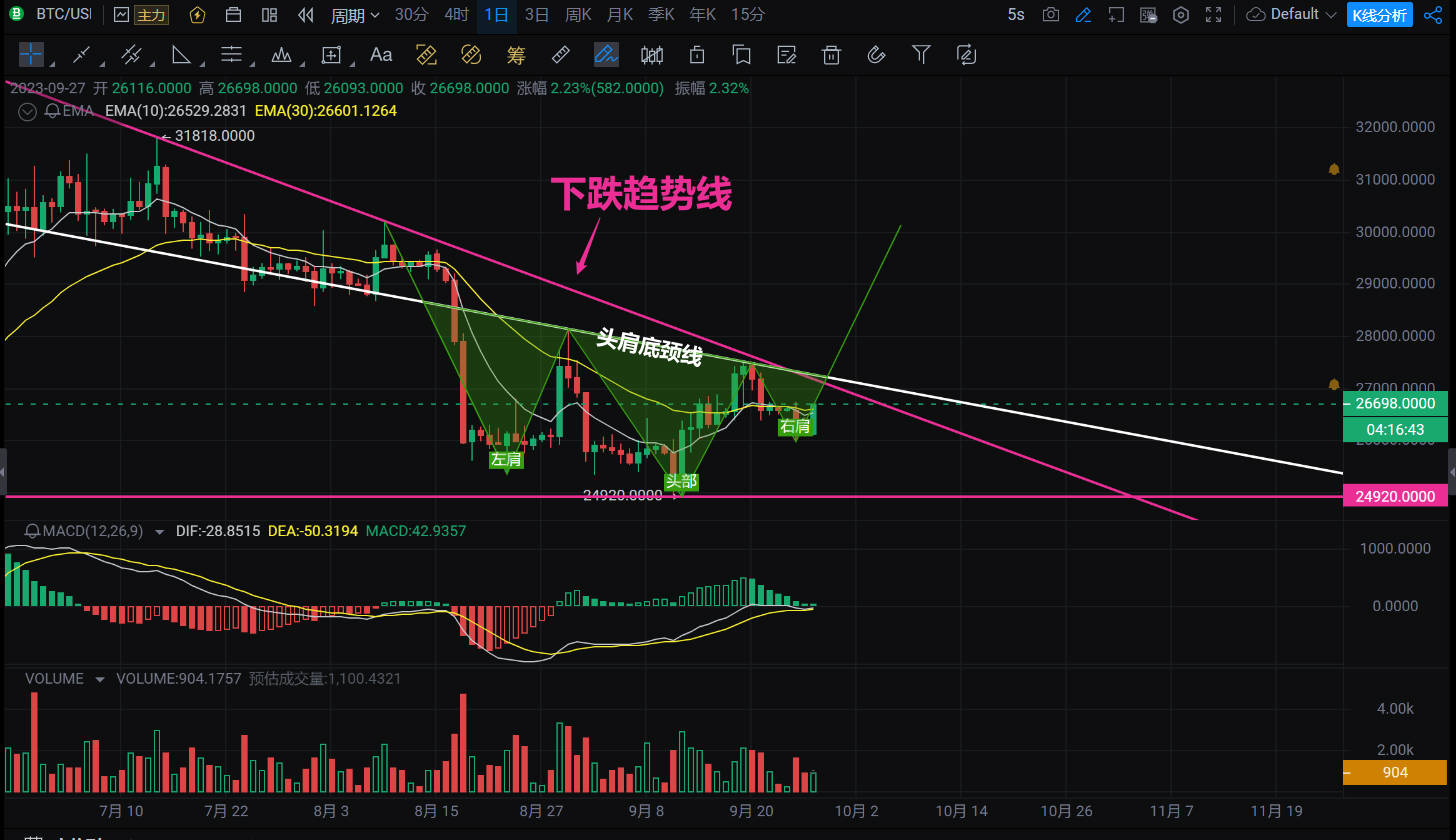 BTC/USI 主力 周期 30分 4时 1日 3日 周K 月K 季K 年K 15分 5s Default K线分析
Aa 筹
2023-09-27 开 26116.0000 高 26698.0000 低 26093.0000 收 26698.0000 涨幅 2.23%(582.0000) 振幅 2.32%
EMA EMA(10):26529.2831 EMA(30):26601.1264
32000.0000
31818.0000
31000.0000
下跌趋势线
30000.0000
29000.0000
28000.0000
头肩底颈线
27000.0000
26698.0000
04:16:43
右肩
左肩
头部
24920.0000
24920.0000
MACD(12,26,9) DIF:-28.8515 DEA:-50.3194 MACD:42.9357
1000.0000
0.0000
VOLUME VOLUME:904.1757 预估成交量:1,100.4321
4.00k
2.00k
904
7月 10 7月 22 8月 3 8月 15 8月 27 9月 8 9月 20 10月 2 10月 14 10月 26 11月 7 11月 19